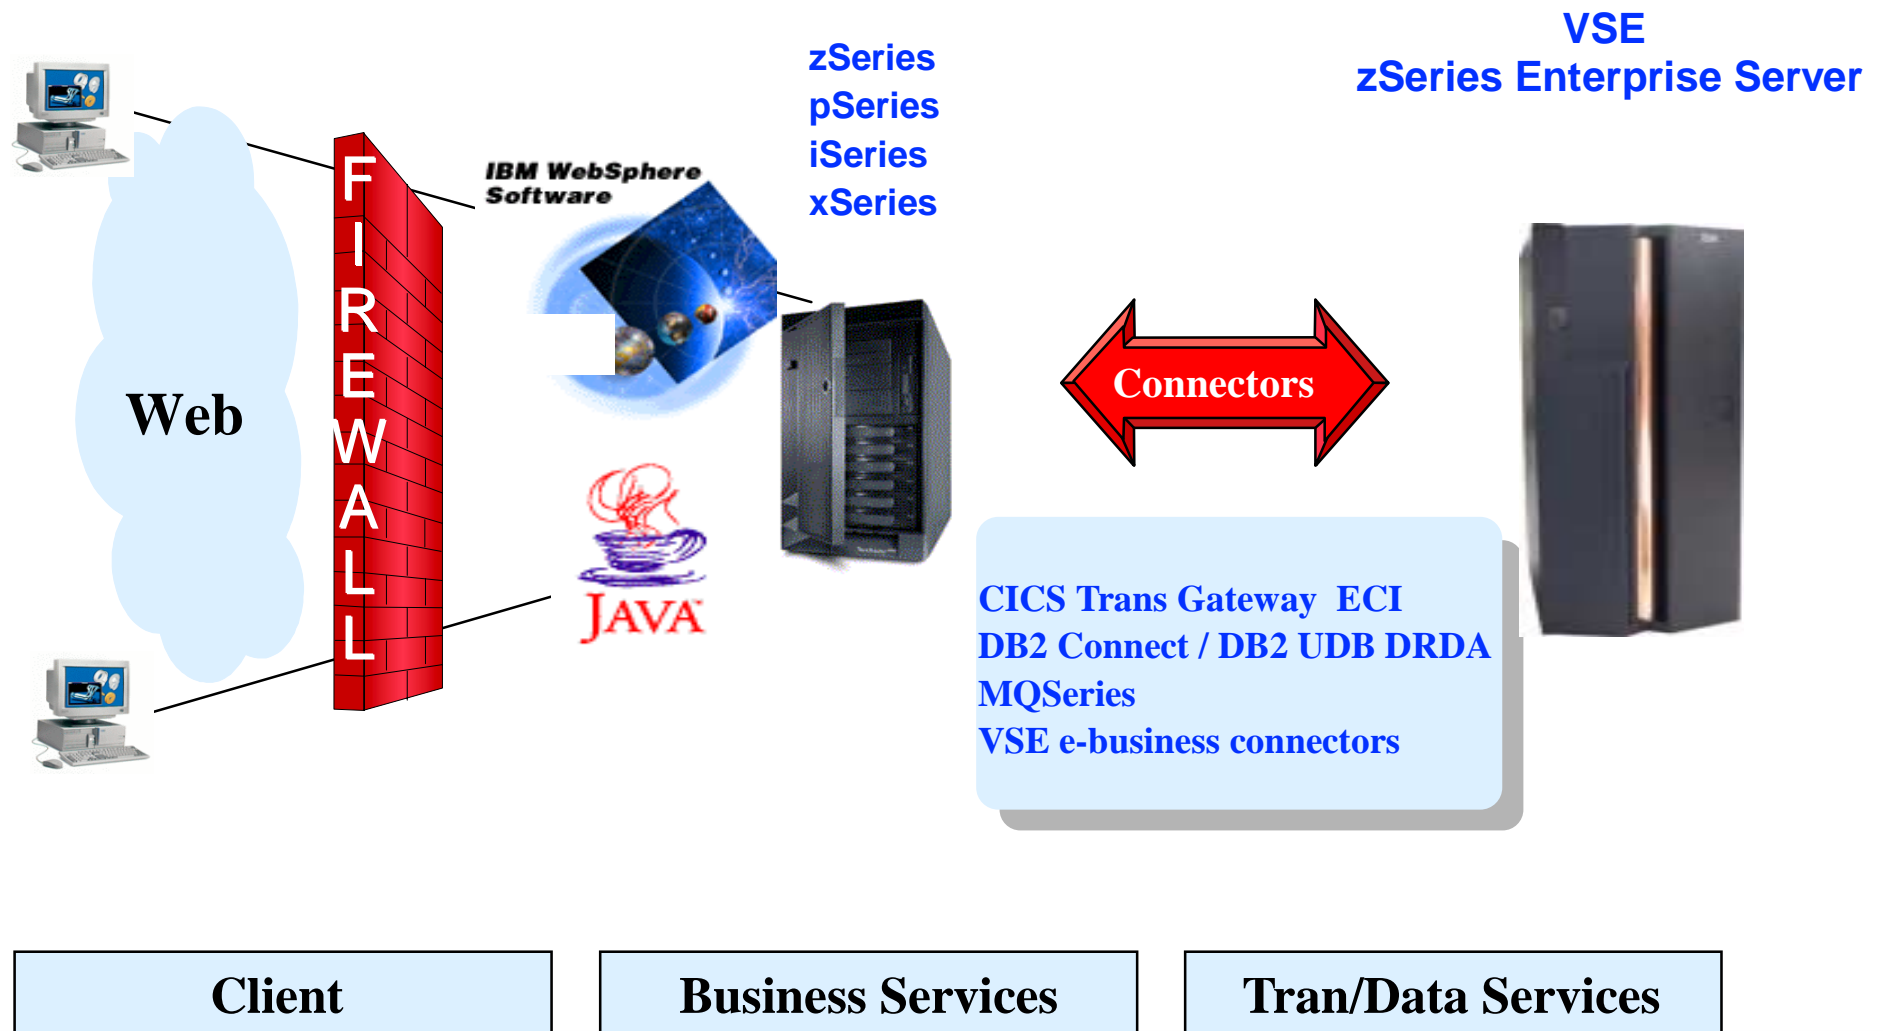 VSE
zSeries Enterprise Server
zSeries
pSeries
iSeries
xSeries
IBM WebSphere
Software
FIREWALL
Web
Connectors
JAVA
CICS Trans Gateway  ECI
DB2 Connect / DB2 UDB DRDA
MQSeries
VSE e-business connectors
Client
Business Services
Tran/Data Services